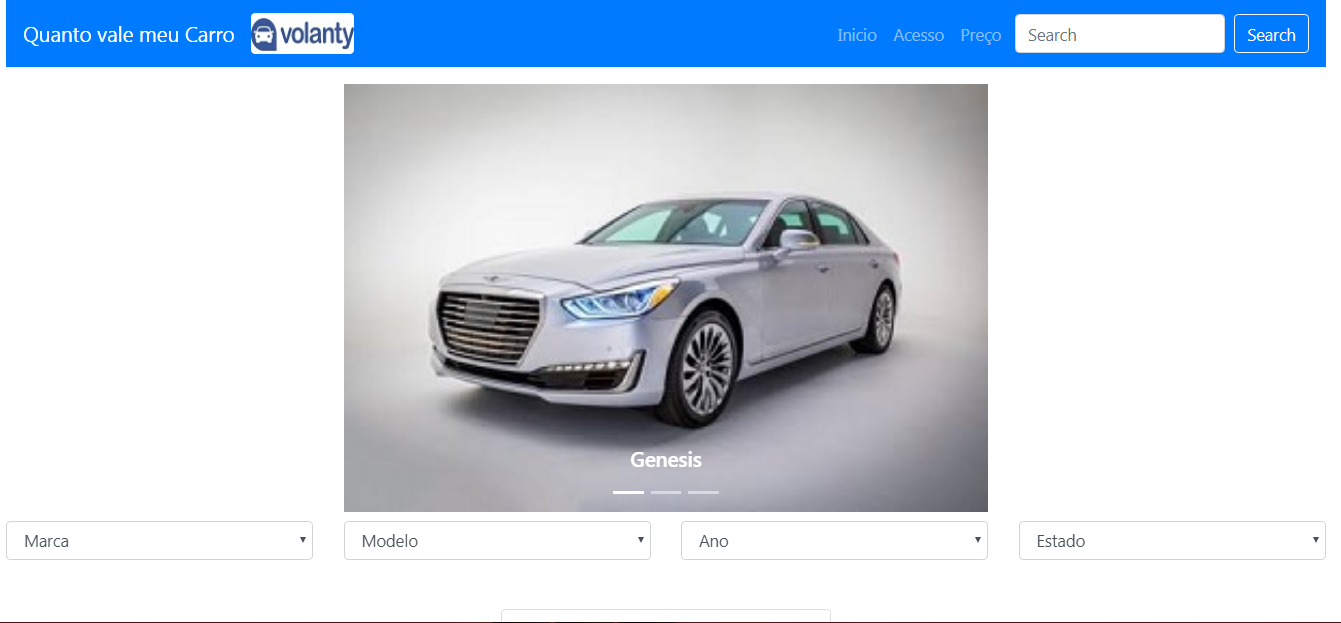 Quanto vale meu Carro
volanty
Inicio
Acesso
Preço
Search
Search
Genesis
Marca
Modelo
Ano
Estado